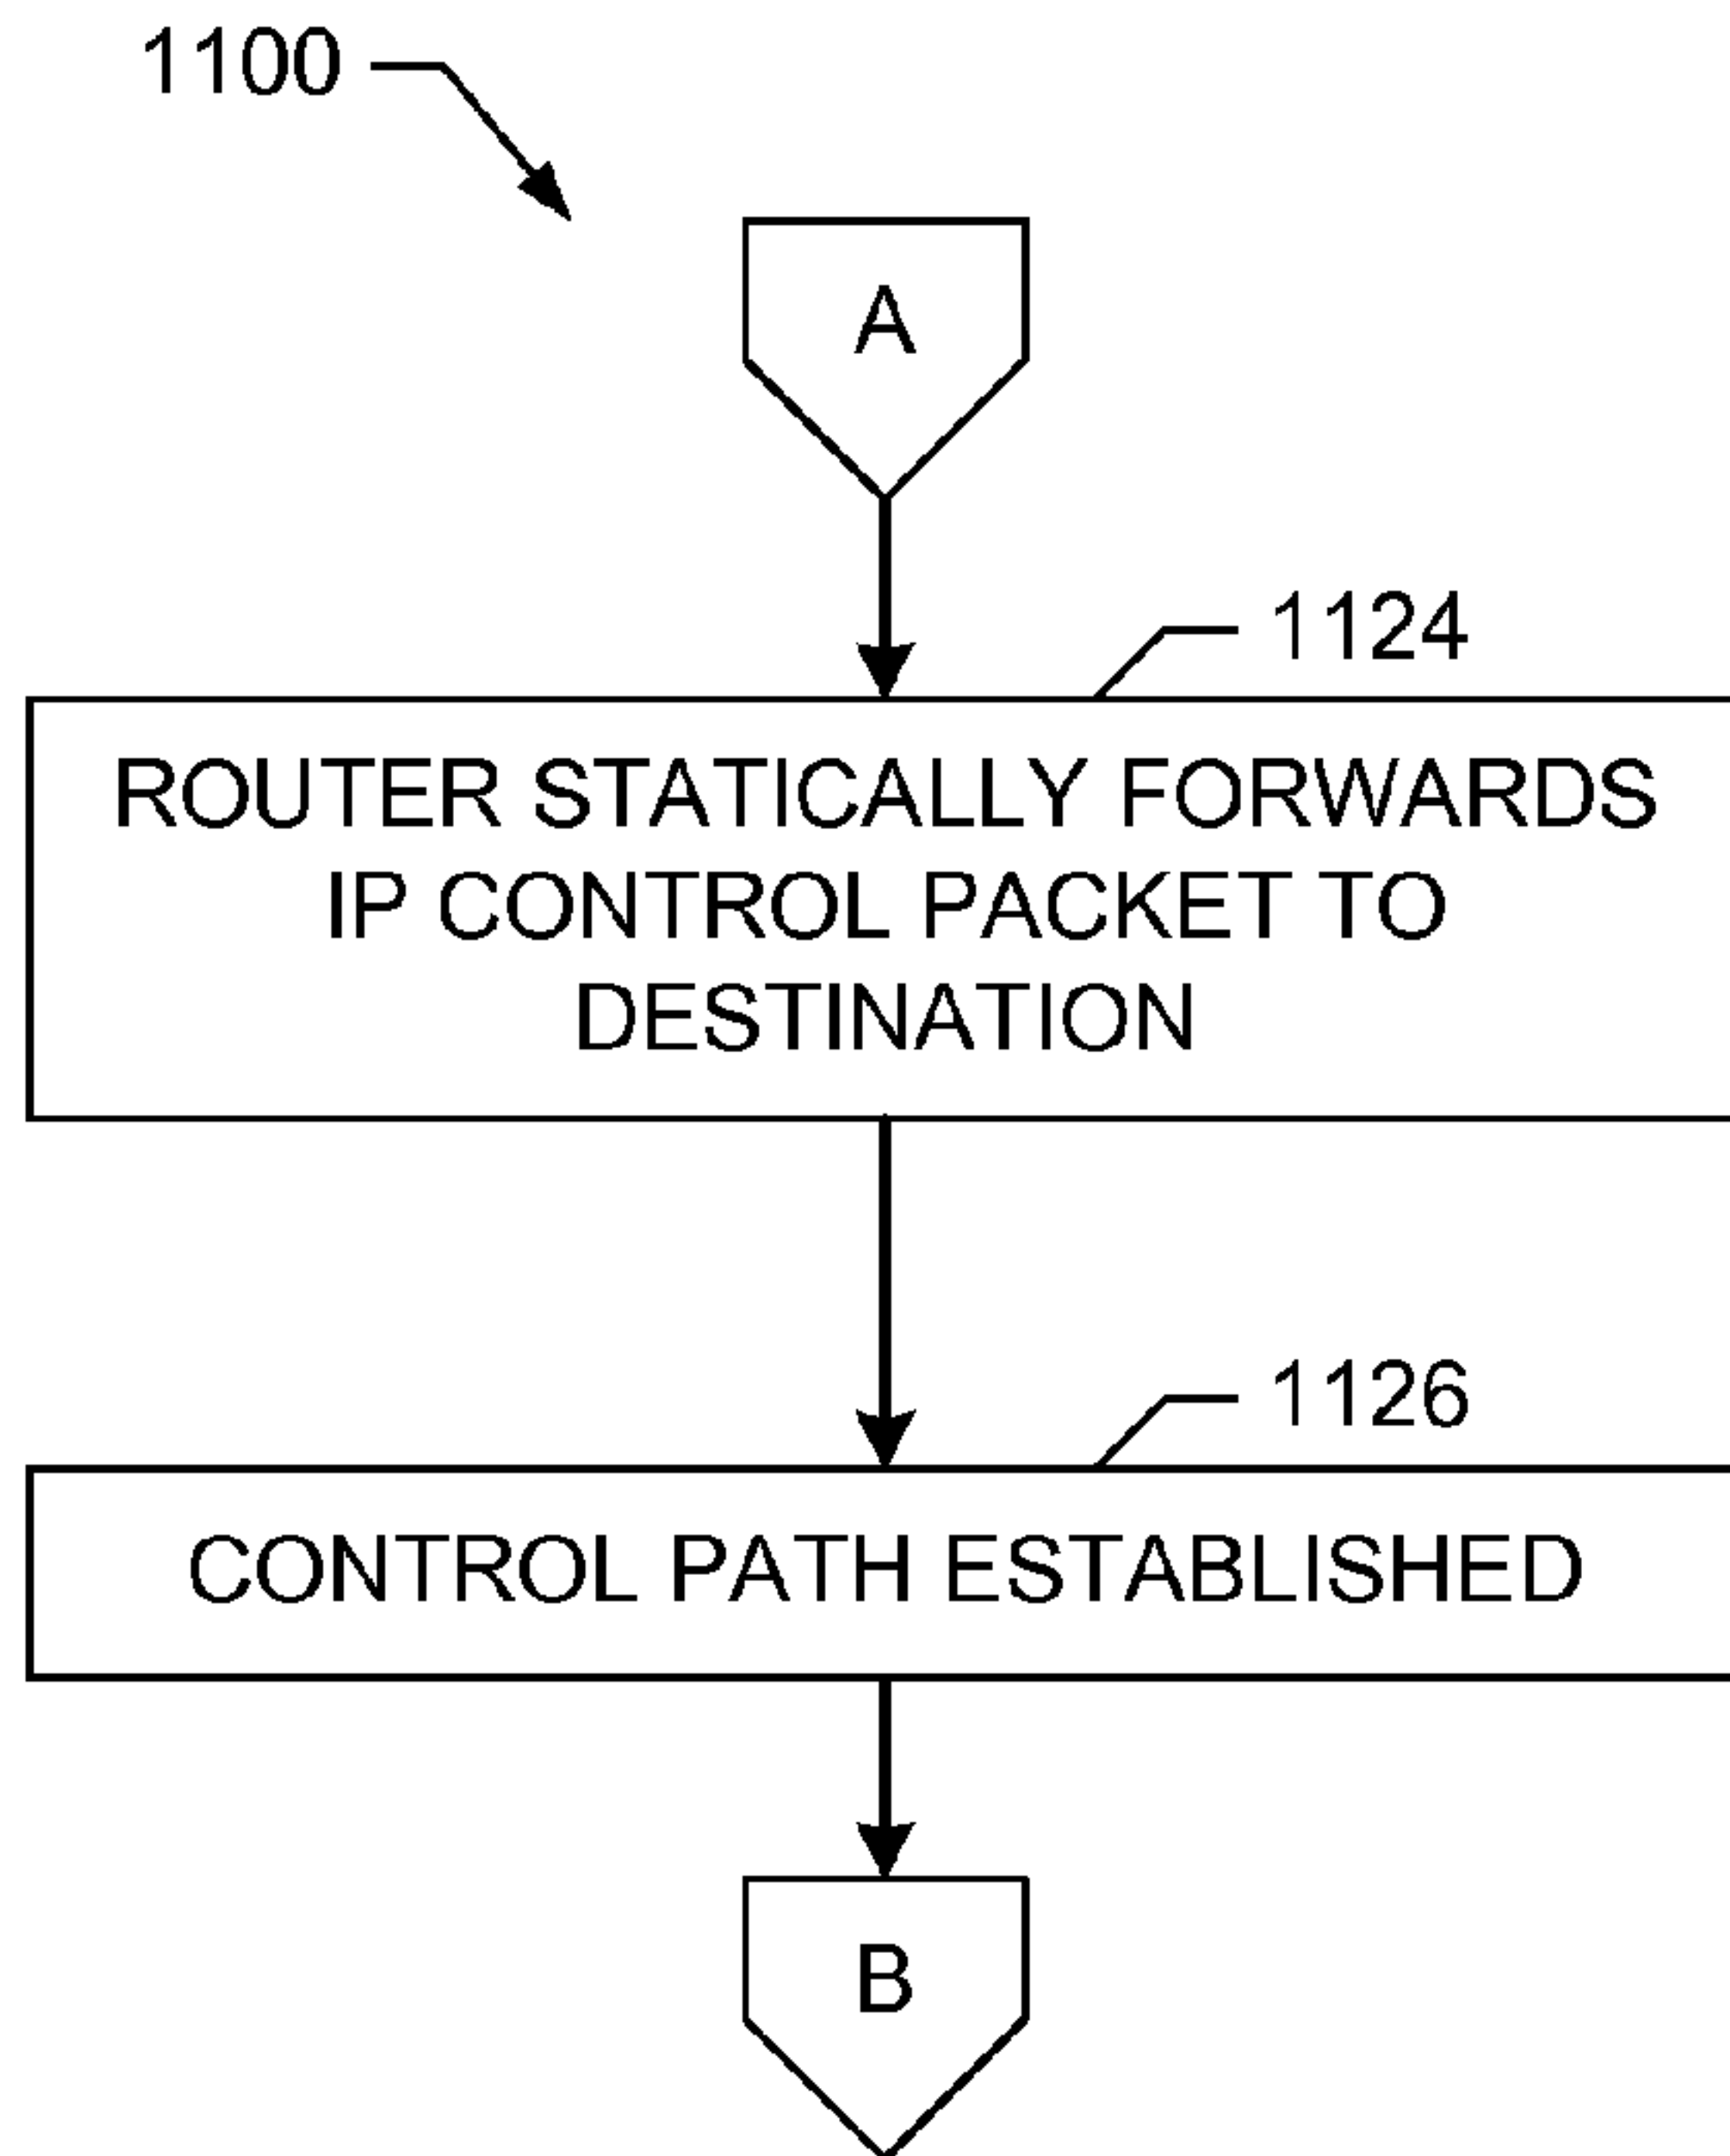 1100
A
1124
ROUTER STATICALLY FORWARDS
IP CONTROL PACKET TO
DESTINATION
1126
CONTROL PATH ESTABLISHED
B